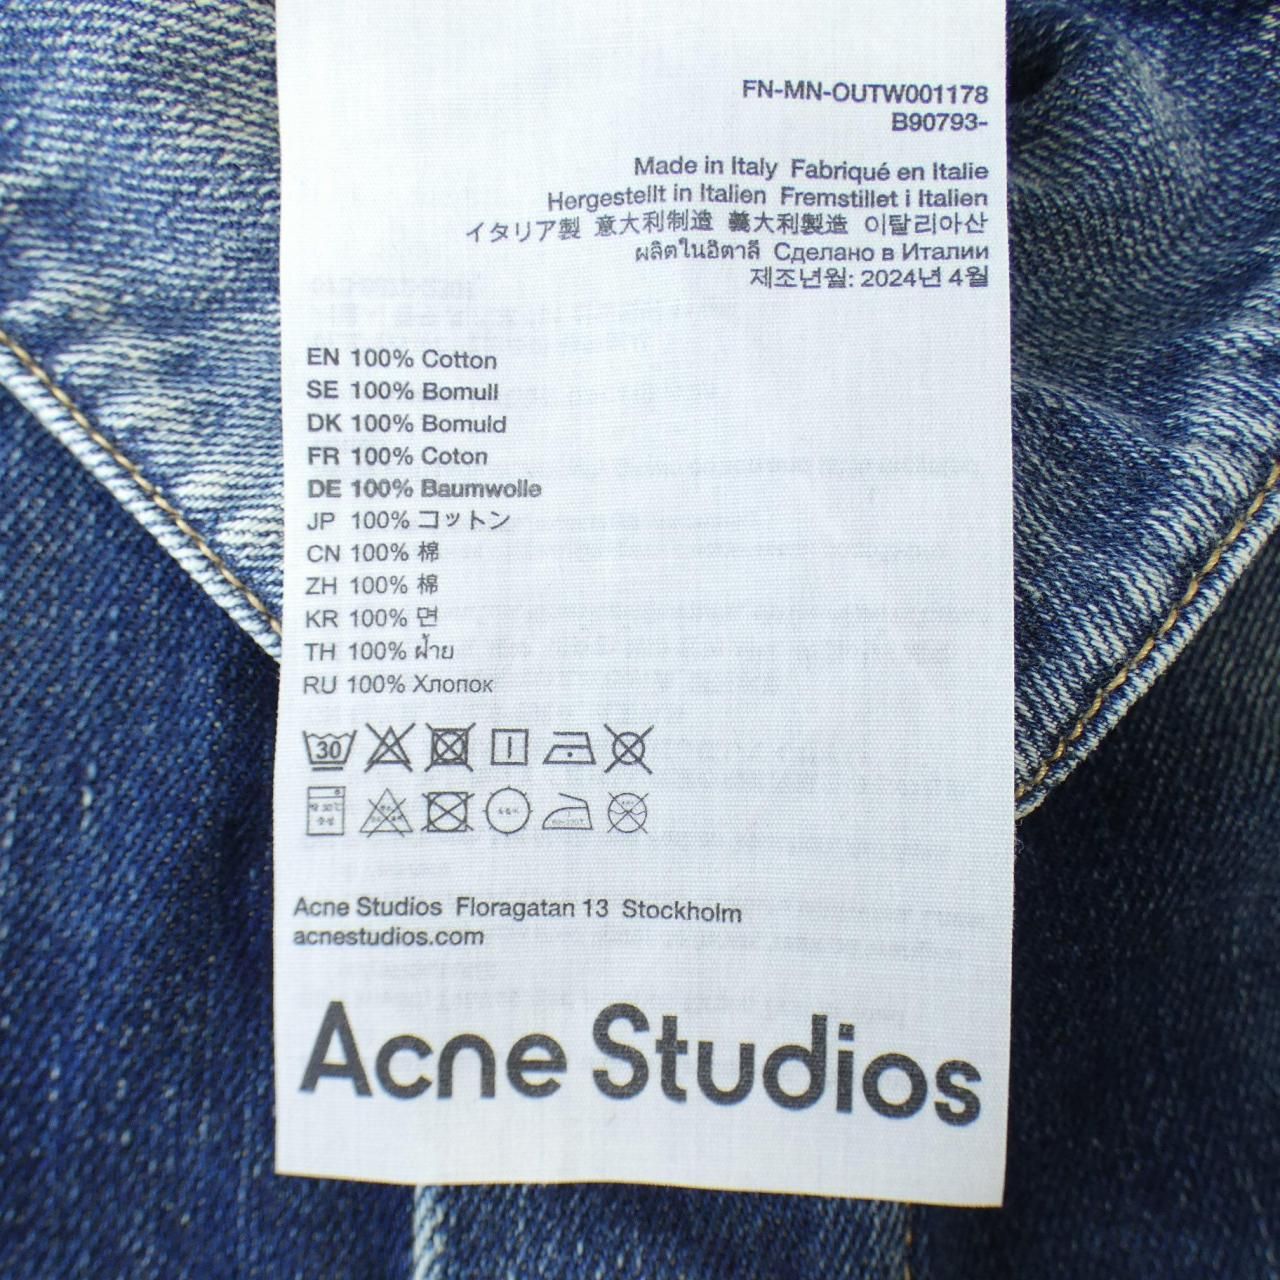 FN-MN-OUTW001178
B90793-
Made in Italy Fabriqué en Italie
Hergestellt in Italien Fremstillet i Italien
イタリア製 意大利制造 義大利製造 이탈리아산
ผลิตในอิตาลี Сделано в Италии
제조년월: 2024년 4월
EN 100% Cotton
SE 100% Bomull
DK 100% Bomuld
FR 100% Coton
DE 100% Baumwolle
JP 100% コットン
CN 100% 棉
ZH 100% 棉
KR 100% 면
TH 100% ฝ้าย
RU 100% Хлопок
30
Acne Studios Floragatan 13 Stockholm
acnestudios.com
Acne Studios